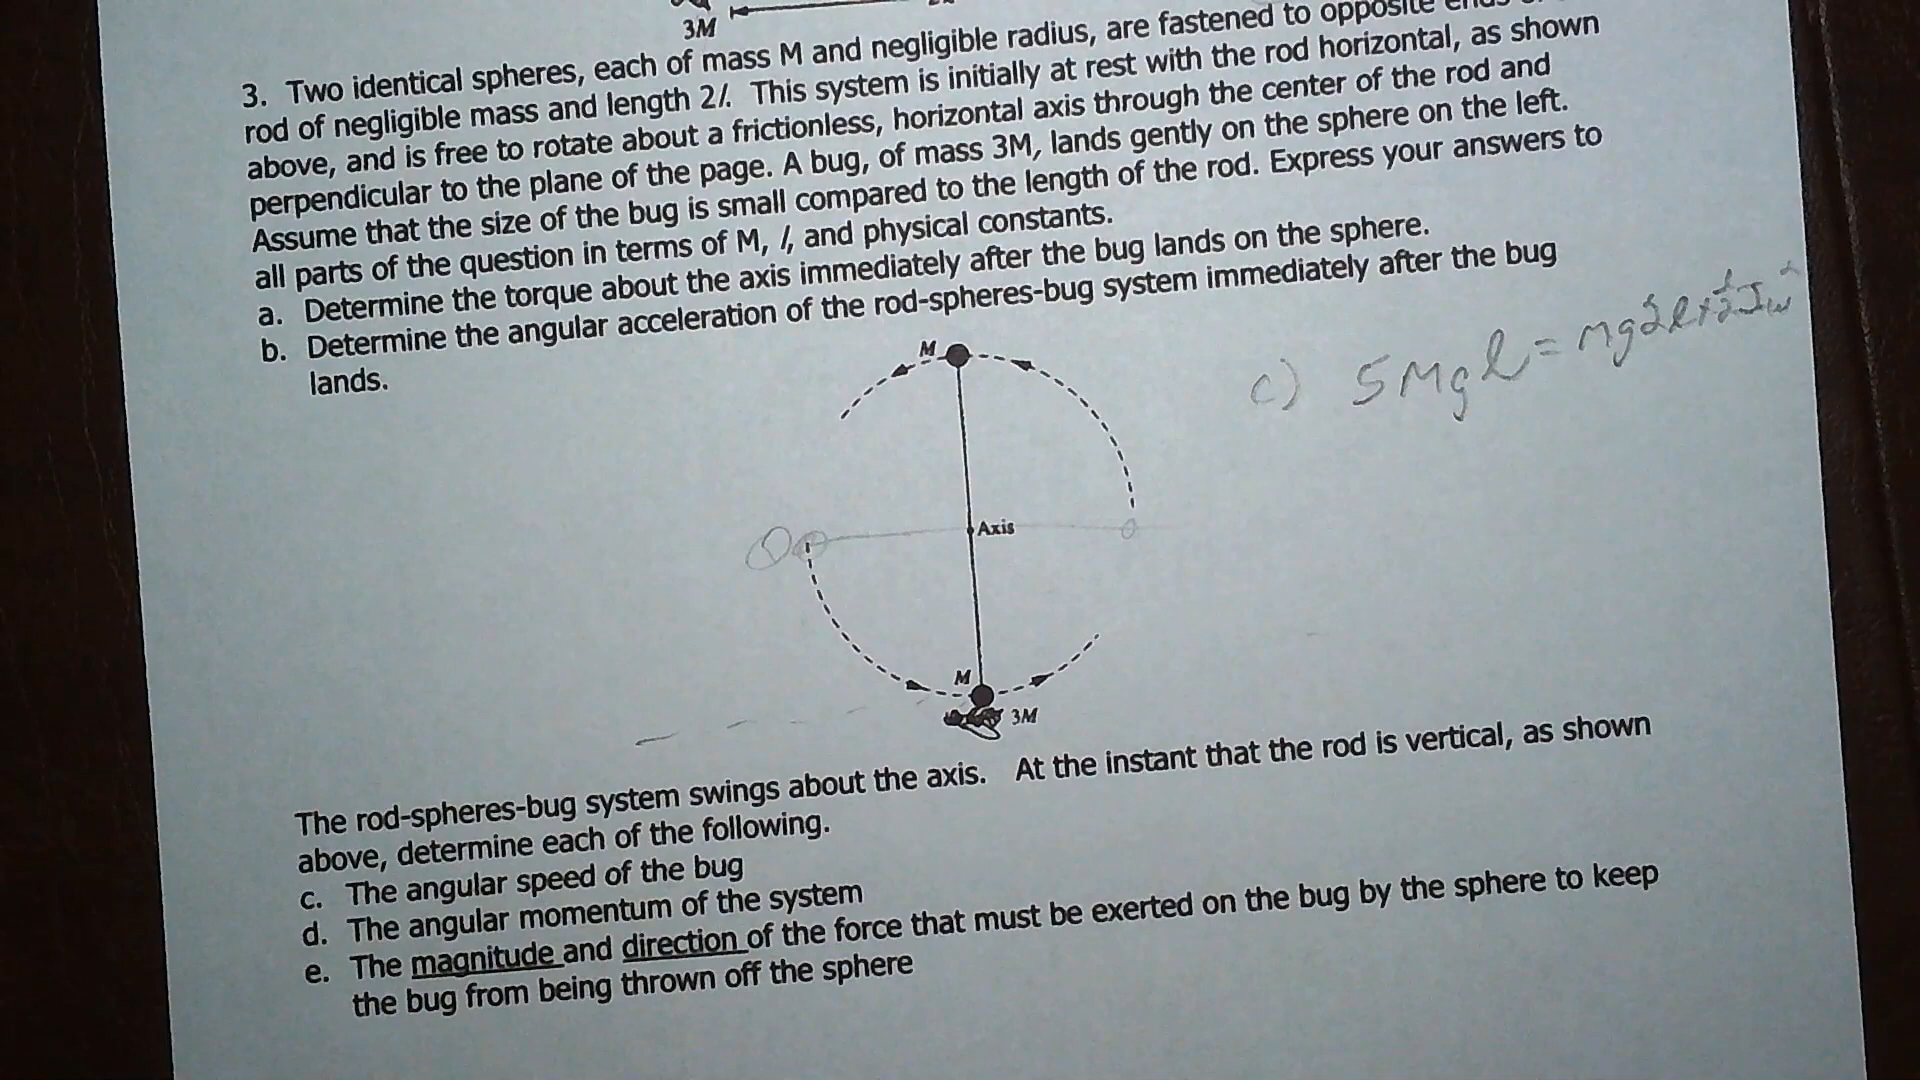 3M
3. Two identical spheres, each of mass M and negligible radius, are fastened to opposite
rod of negligible mass and length 2l. This system is initially at rest with the rod horizontal, as shown
above, and is free to rotate about a frictionless, horizontal axis through the center of the rod and
perpendicular to the plane of the page. A bug, of mass 3M, lands gently on the sphere on the left.
Assume that the size of the bug is small compared to the length of the rod. Express your answers to
all parts of the question in terms of M, l, and physical constants.
a. Determine the torque about the axis immediately after the bug lands on the sphere.
b. Determine the angular acceleration of the rod-spheres-bug system immediately after the bug
lands.
M
c) 5Mgl = Mg2l+½Iω²
Axis
M
3M
The rod-spheres-bug system swings about the axis. At the instant that the rod is vertical, as shown
above, determine each of the following.
c. The angular speed of the bug
d. The angular momentum of the system
e. The magnitude and direction of the force that must be exerted on the bug by the sphere to keep
the bug from being thrown off the sphere